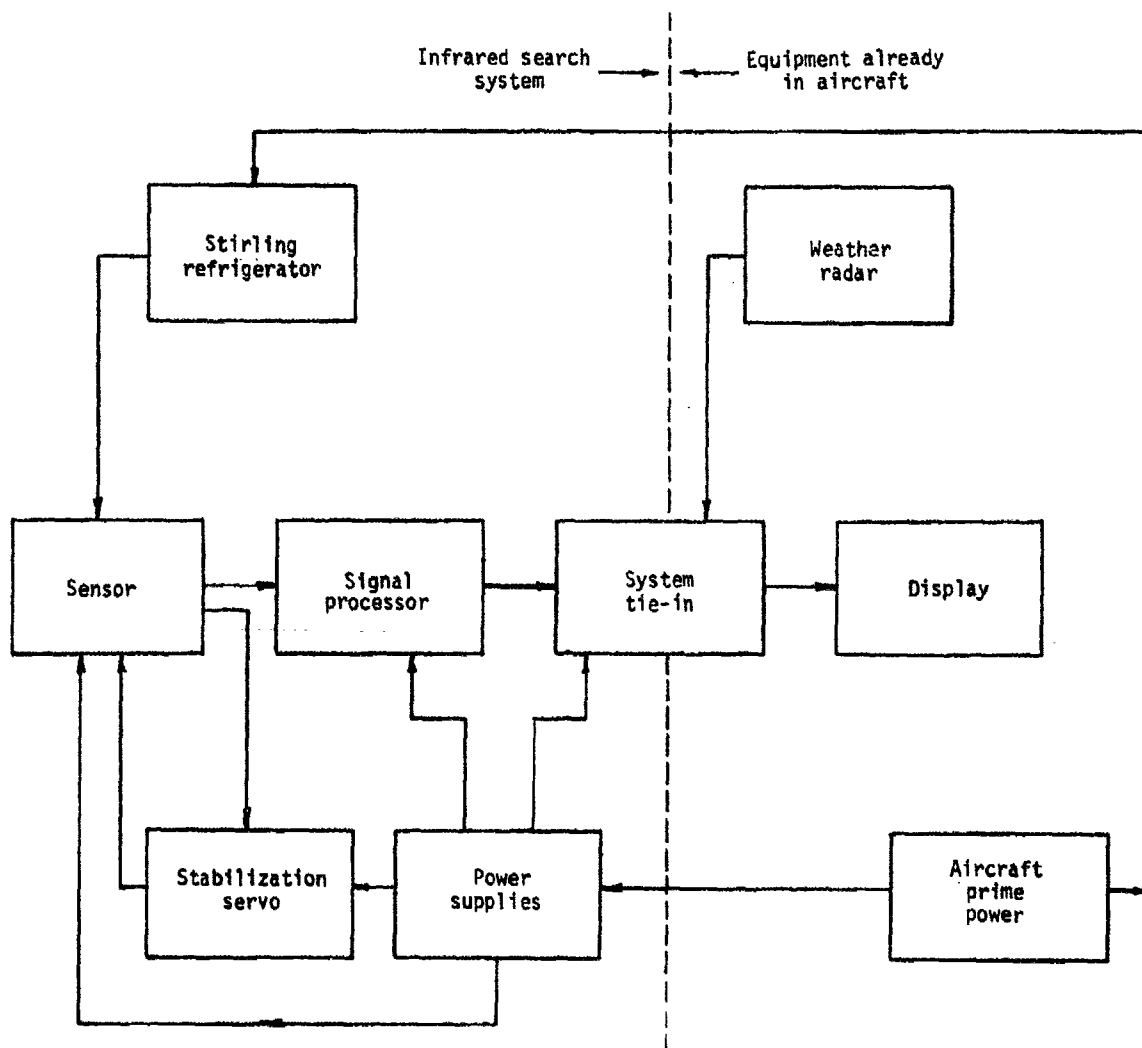 Infrared search
system
Equipment already
in aircraft
Stirling
refrigerator
Weather
radar
Sensor
Signal
processor
System
tie-in
Display
Stabilization
servo
Power
supplies
Aircraft
prime
power